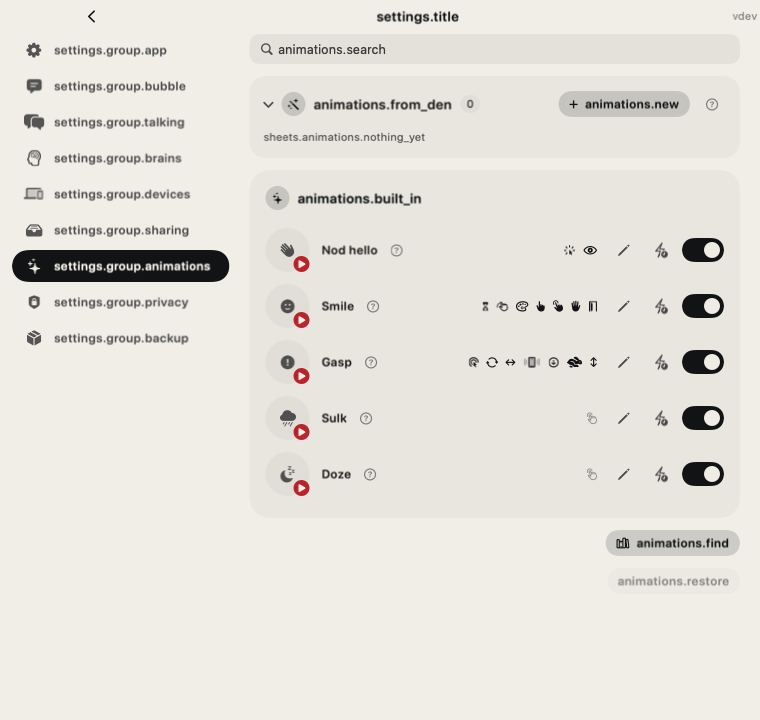 settings.title
vdev
settings.group.app
settings.group.bubble
settings.group.talking
settings.group.brains
settings.group.devices
settings.group.sharing
settings.group.animations
settings.group.privacy
settings.group.backup
animations.search
animations.from_den 0
+ animations.new
sheets.animations.nothing_yet
animations.built_in
Nod hello
Smile
Gasp
Sulk
Doze
animations.find
animations.restore